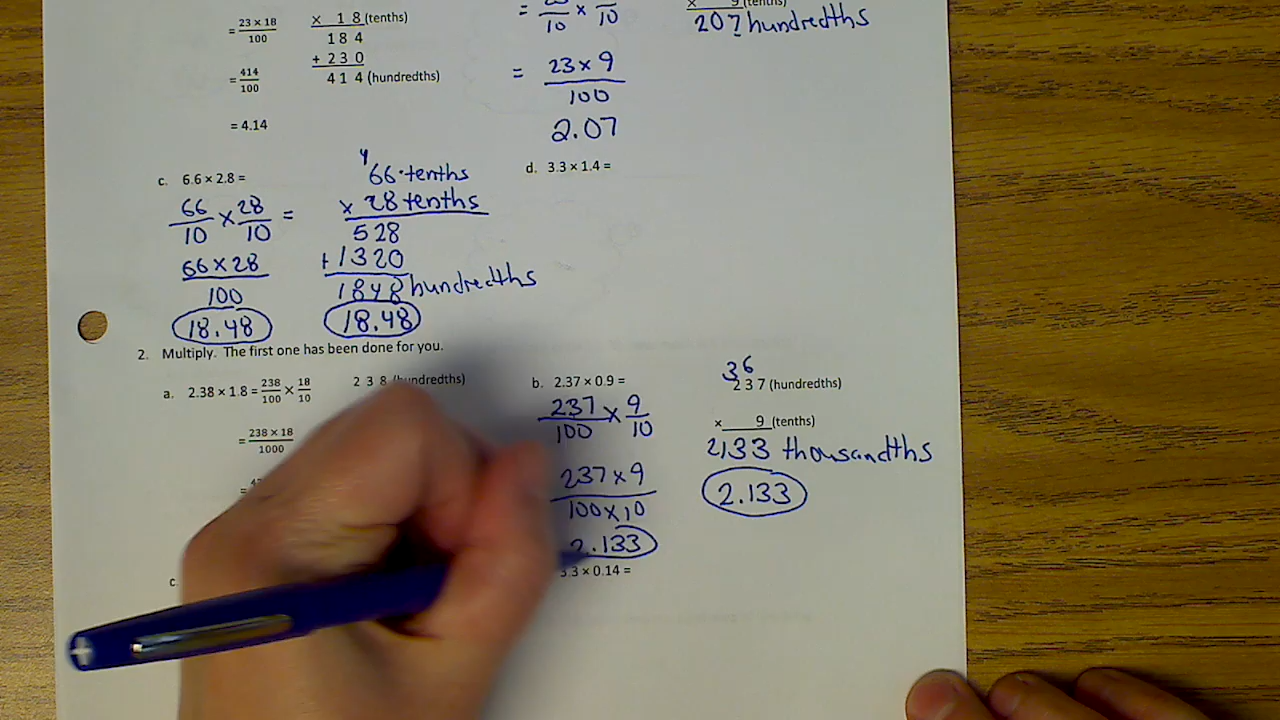 = 23 × 18 / 100
× 1 8 (tenths)
1 8 4
+ 2 3 0
= 414 / 100
4 1 4 (hundredths)
= 4.14
= / 10 × / 10
= 23 × 9 / 100
2.07
× 9 (tenths)
207 hundredths
c. 6.6 × 2.8 =
66/10 × 28/10 =
66 × 28 / 100
18.48
4
66 tenths
× 28 tenths
528
+1320
1848 hundredths
18.48
d. 3.3 × 1.4 =
2. Multiply. The first one has been done for you.
a. 2.38 × 1.8 = 238/100 × 18/10
= 238 × 18 / 1000
=
2 3 8 (hundredths)
b. 2.37 × 0.9 =
237/100 × 9/10
237 × 9 / 100 × 10
2.133
36
2 3 7 (hundredths)
× 9 (tenths)
2133 thousandths
2.133
c.
3.3 × 0.14 =